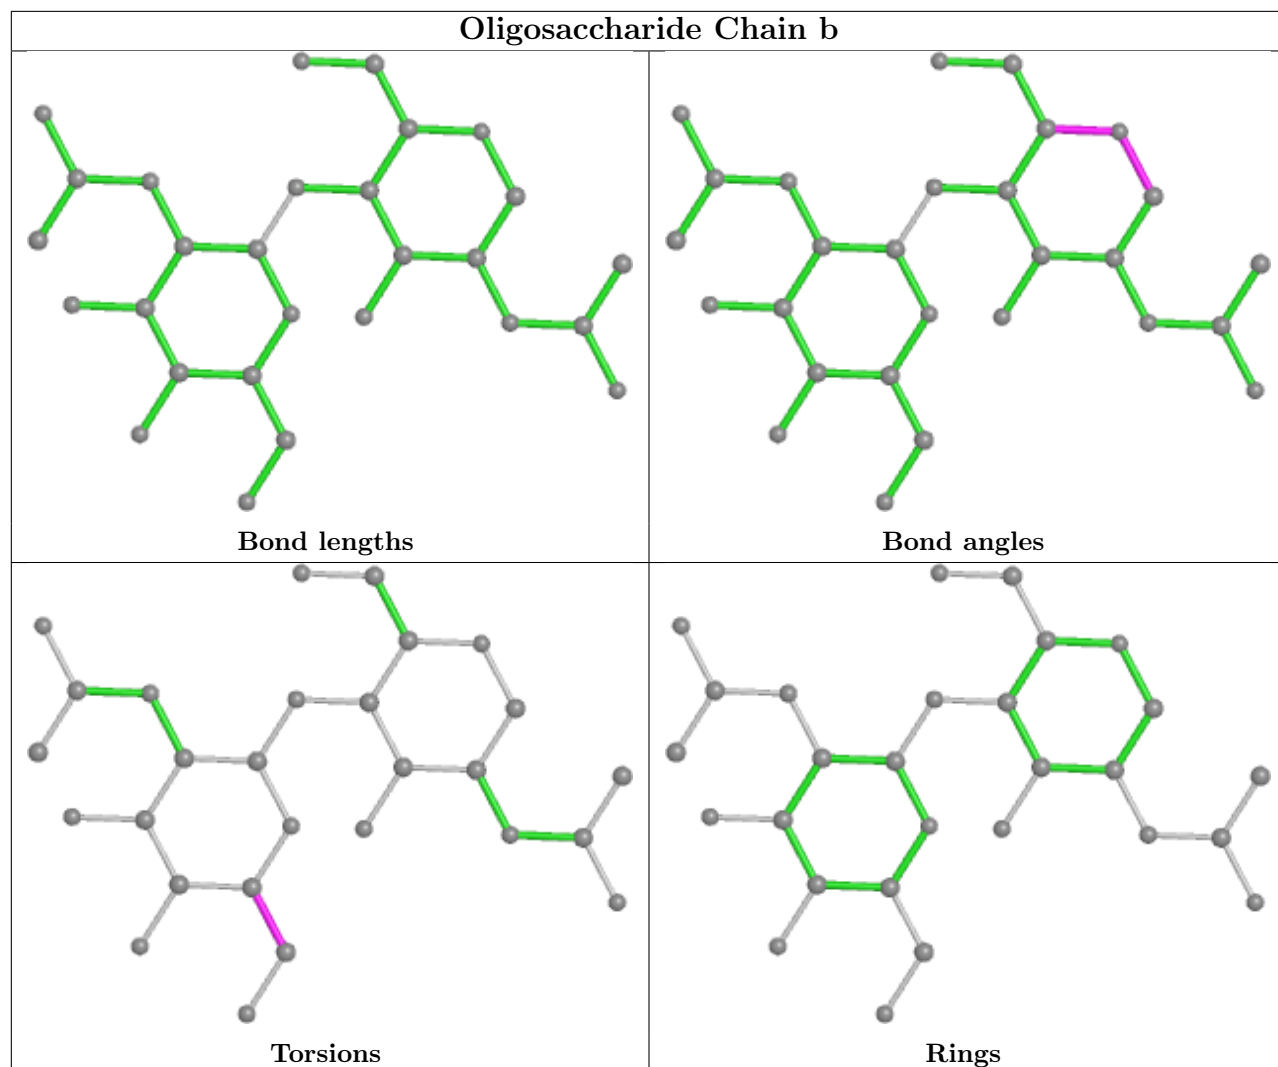 Oligosaccharide Chain b
Bond lengths
Bond angles
Torsions
Rings